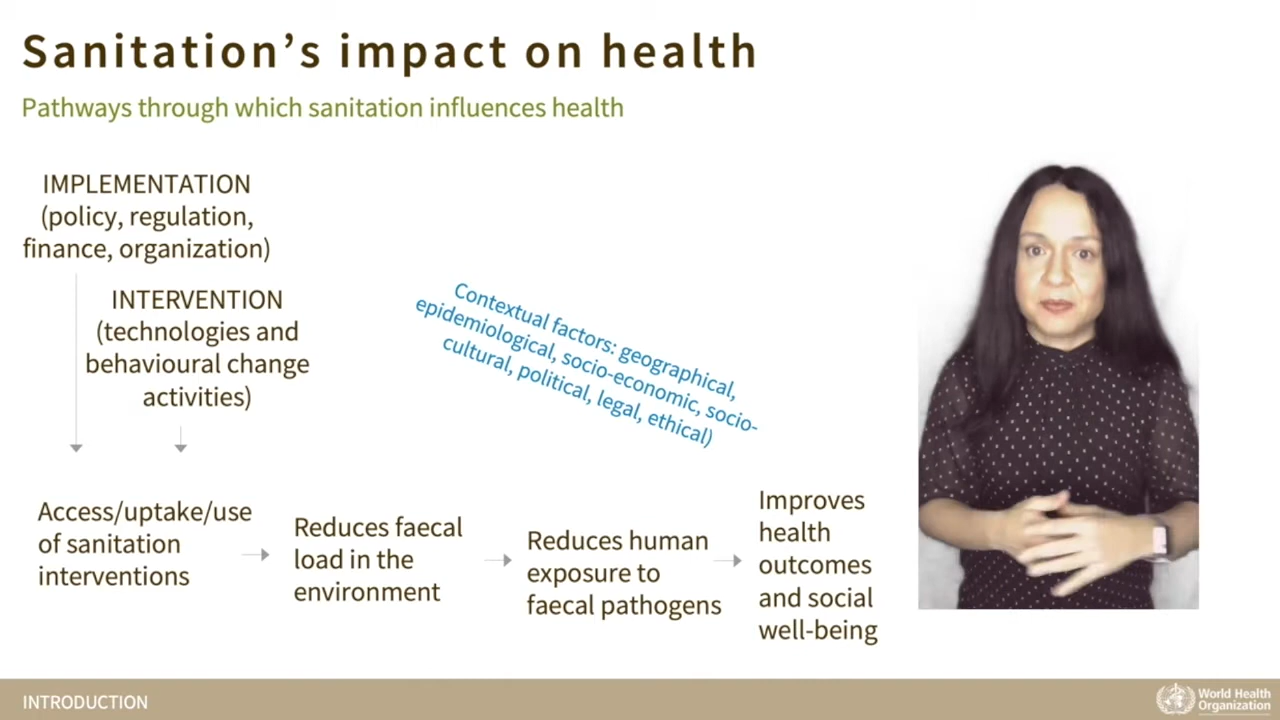 Sanitation’s impact on health
Pathways through which sanitation influences health
IMPLEMENTATION
(policy, regulation,
finance, organization)
INTERVENTION
(technologies and
behavioural change
activities)
Contextual factors: geographical,
epidemiological, socio-economic, socio-
cultural, political, legal, ethical)
Access/uptake/use
of sanitation
interventions
Reduces faecal
load in the
environment
Reduces human
exposure to
faecal pathogens
Improves
health
outcomes
and social
well-being
INTRODUCTION
World Health
Organization